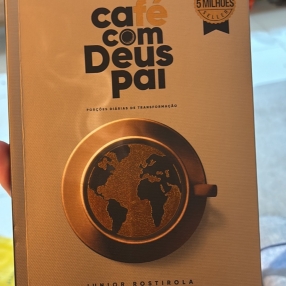 café
com
Deus
pai
PORÇÕES DIÁRIAS DE TRANSFORMAÇÃO
5 MILHÕES
JUNIOR ROSTIROLA